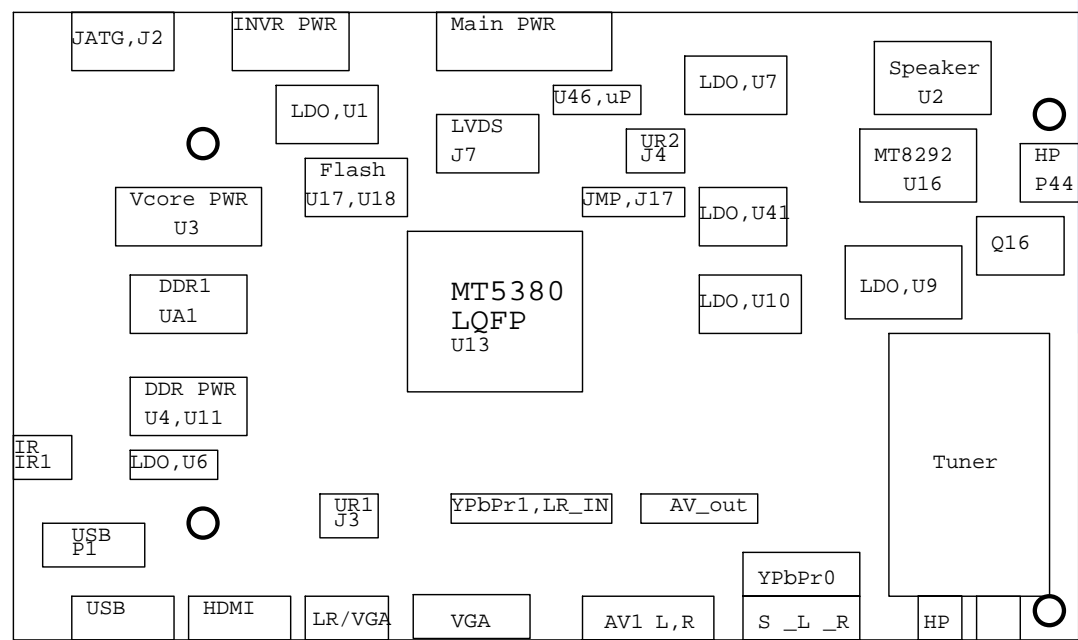 JATG,J2
INVR PWR
Main PWR
LDO,U1
U46,uP
LDO,U7
Speaker
U2
LVDS
J7
UR2
J4
MT8292
U16
HP
P44
Flash
U17,U18
Vcore PWR
U3
JMP,J17
LDO,U41
Q16
DDR1
UA1
MT5380
LQFP
U13
LDO,U10
LDO,U9
DDR PWR
U4,U11
IR
IR1
LDO,U6
Tuner
UR1
J3
YPbPr1,LR_IN
AV_out
USB
P1
YPbPr0
USB
HDMI
LR/VGA
VGA
AV1 L,R
S _L _R
HP